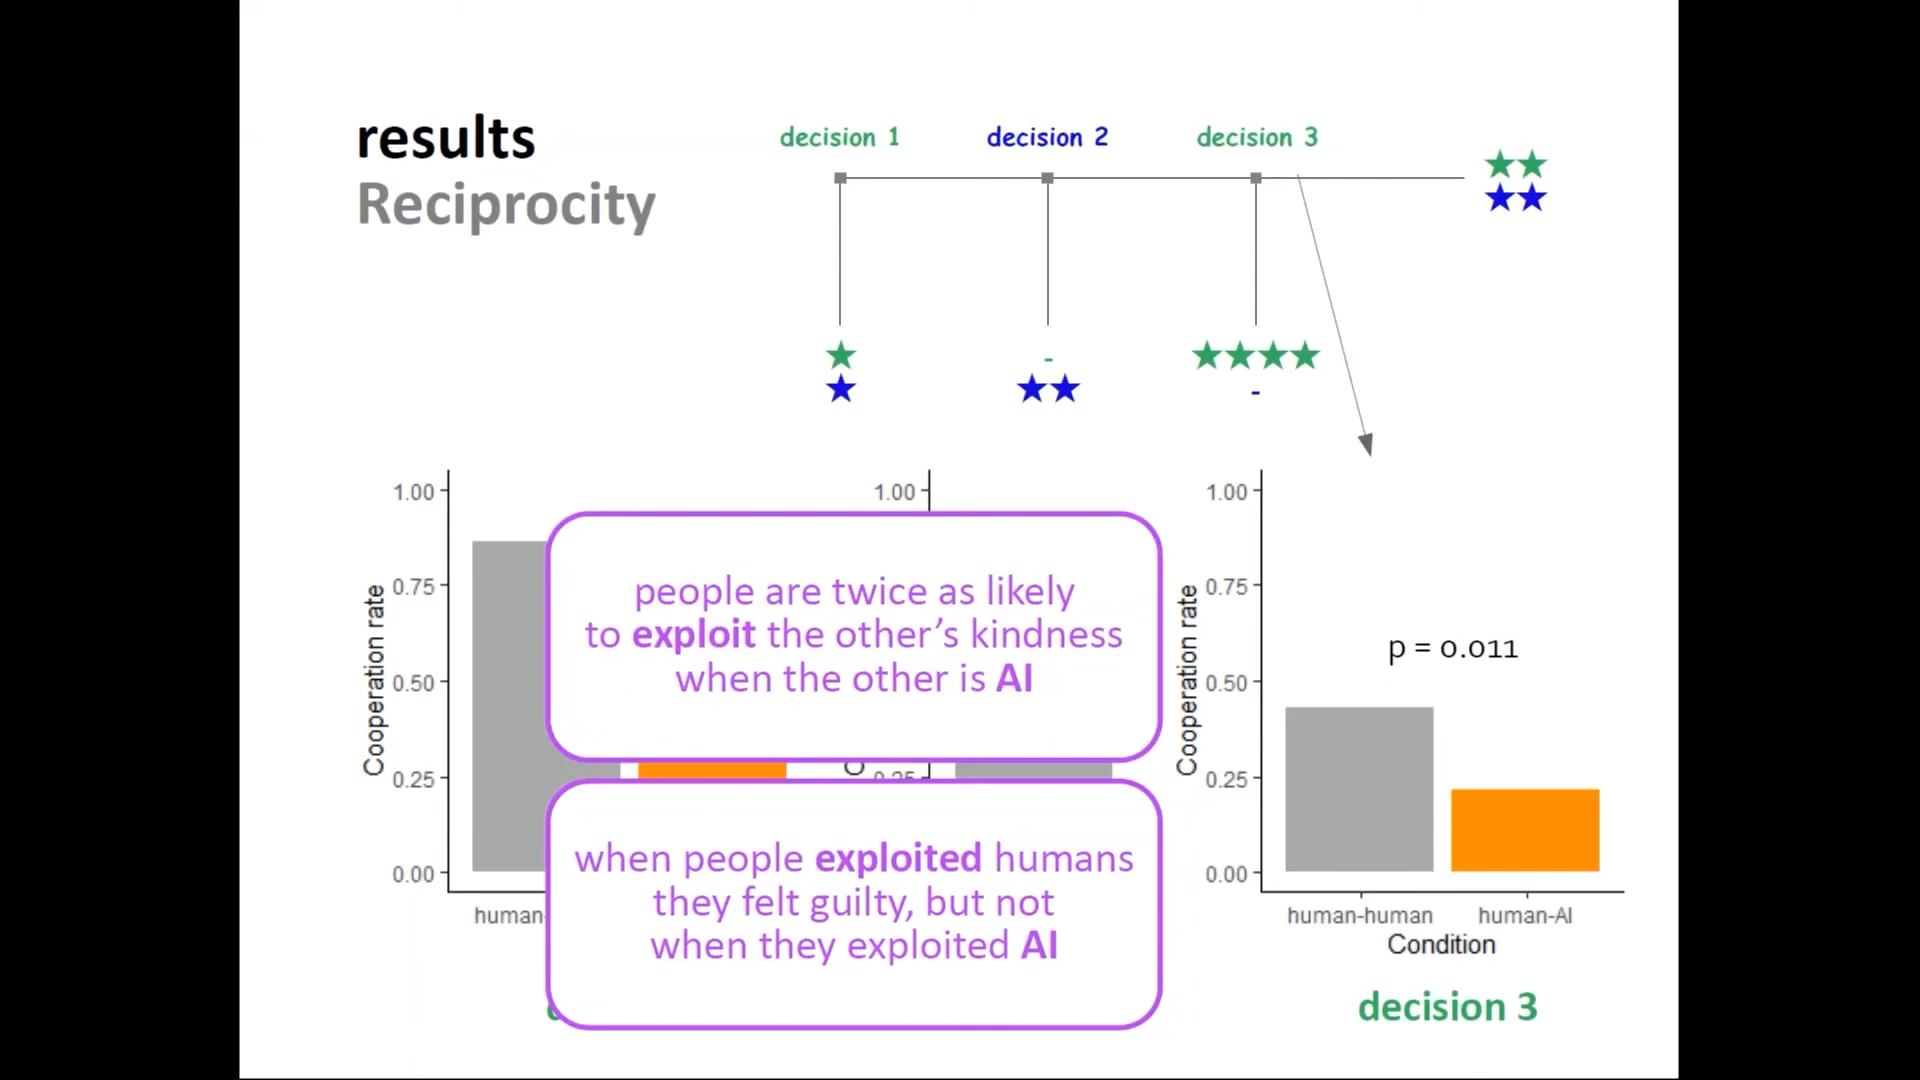 results
Reciprocity
decision 1
decision 2
decision 3
-
-
1.00
0.75
0.50
0.25
0.00
Cooperation rate
human-
1.00
0.25
people are twice as likely
to exploit the other’s kindness
when the other is AI
when people exploited humans
they felt guilty, but not
when they exploited AI
1.00
0.75
0.50
0.25
0.00
Cooperation rate
p = 0.011
human-human
human-AI
Condition
decision 3